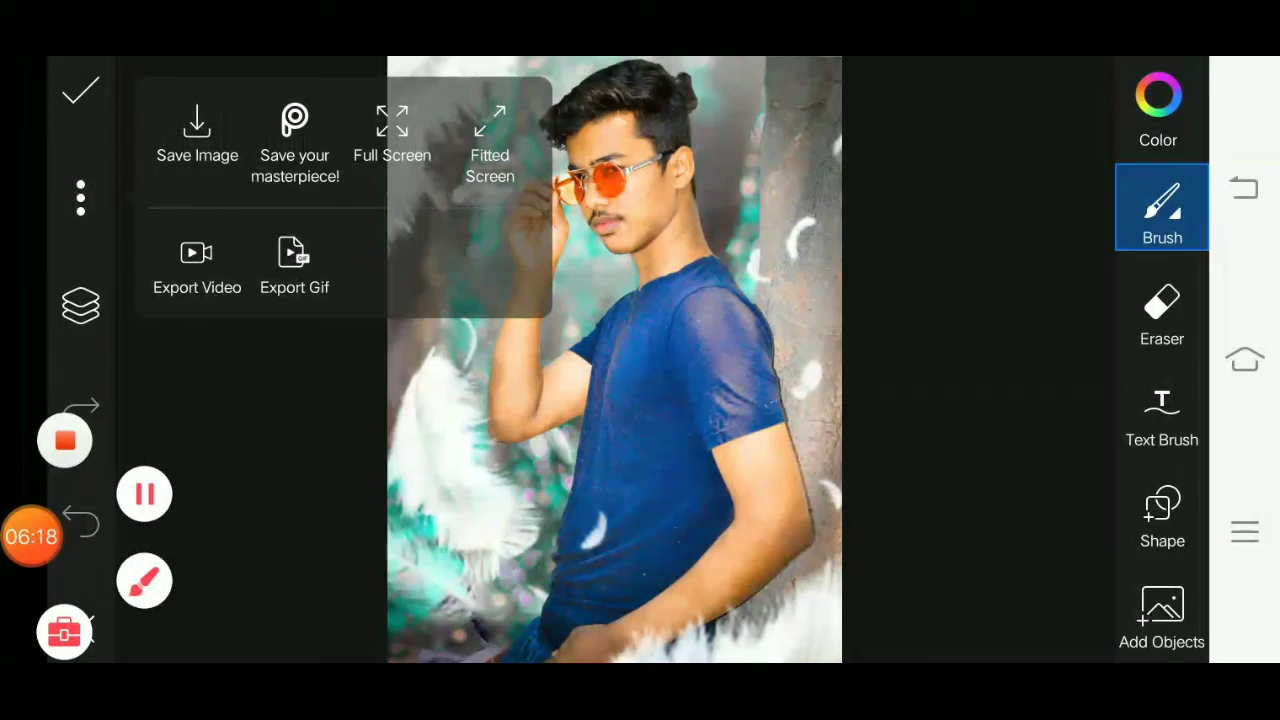 Save Image
Save your
masterpiece!
Full Screen
Fitted
Screen
Export Video
GIF
Export Gif
06:18
Color
Brush
Eraser
T
Text Brush
Shape
Add Objects